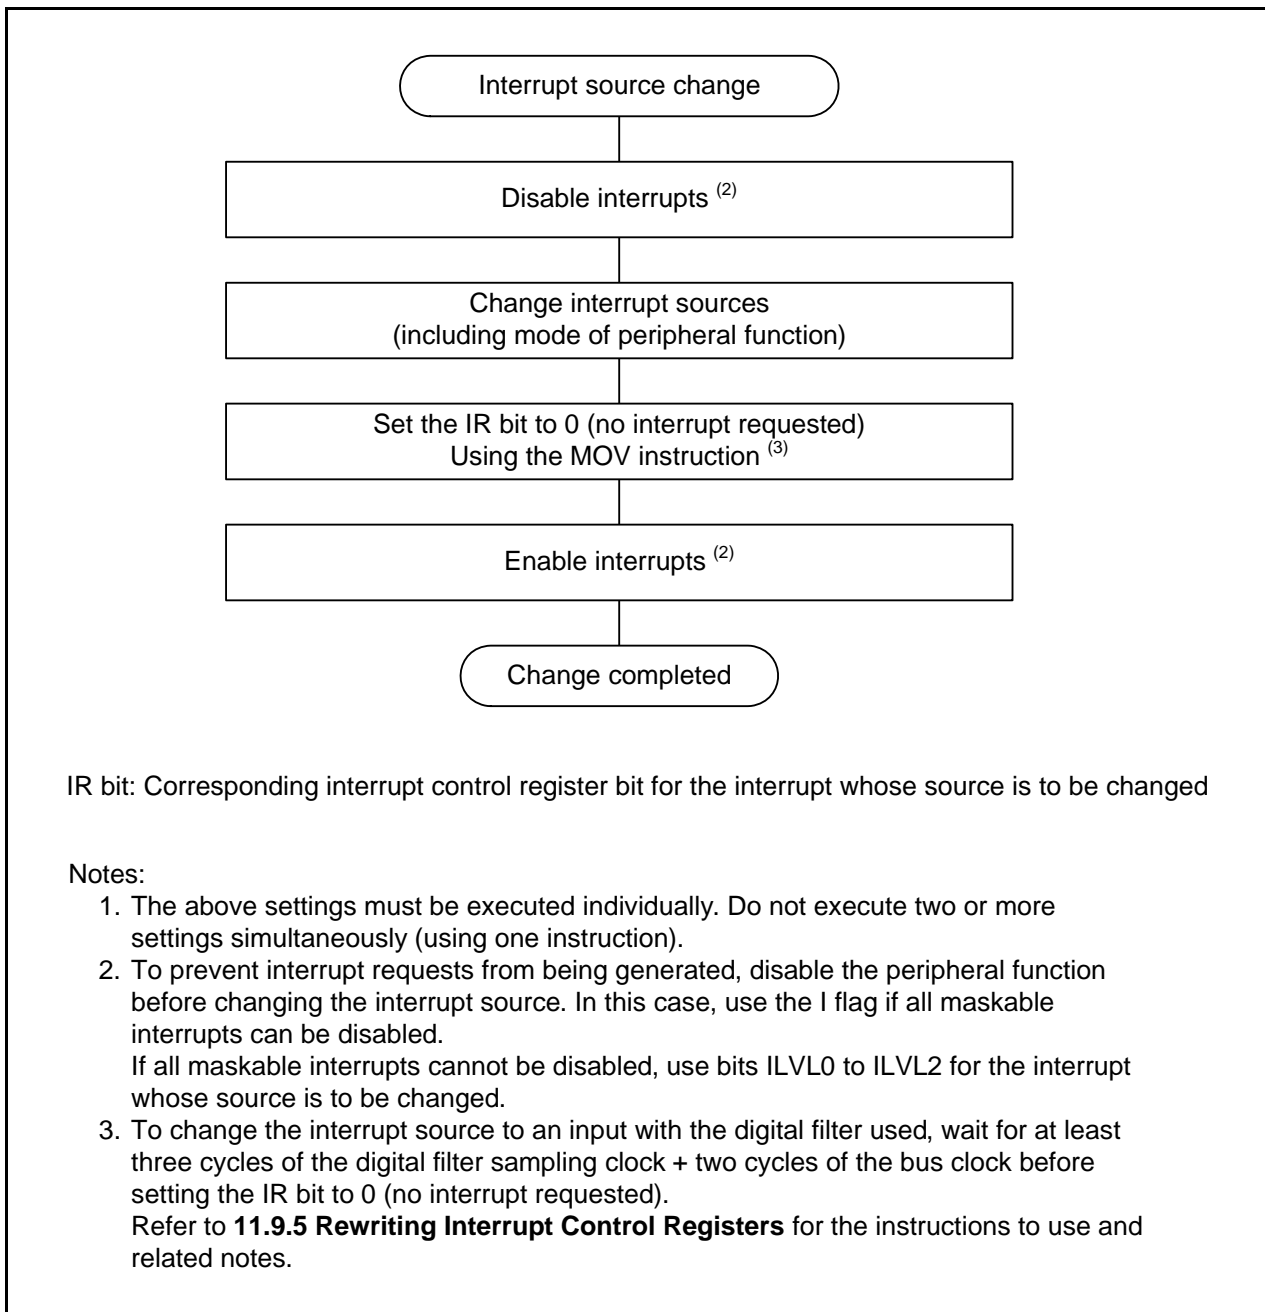 Interrupt source change
Disable interrupts (2)
Change interrupt sources
(including mode of peripheral function)
Set the IR bit to 0 (no interrupt requested)
Using the MOV instruction (3)
Enable interrupts (2)
Change completed
IR bit: Corresponding interrupt control register bit for the interrupt whose source is to be changed
Notes:
1. The above settings must be executed individually. Do not execute two or more
settings simultaneously (using one instruction).
2. To prevent interrupt requests from being generated, disable the peripheral function
before changing the interrupt source. In this case, use the I flag if all maskable
interrupts can be disabled.
If all maskable interrupts cannot be disabled, use bits ILVL0 to ILVL2 for the interrupt
whose source is to be changed.
3. To change the interrupt source to an input with the digital filter used, wait for at least
three cycles of the digital filter sampling clock + two cycles of the bus clock before
setting the IR bit to 0 (no interrupt requested).
Refer to 11.9.5 Rewriting Interrupt Control Registers for the instructions to use and
related notes.